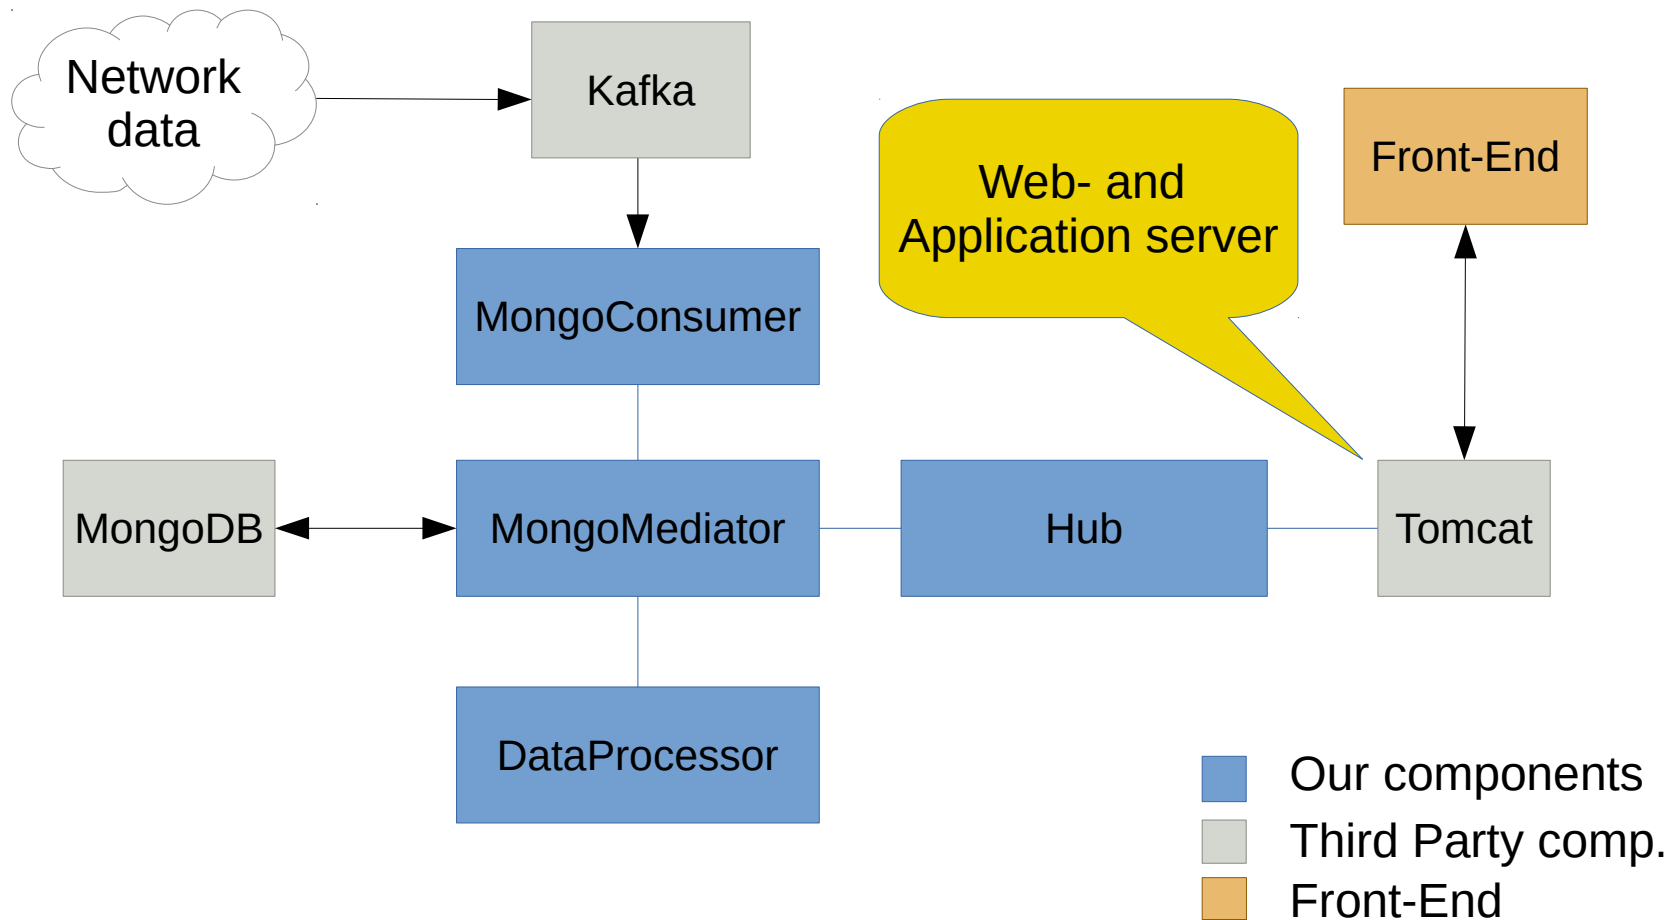 Network
data
Kafka
Web- and
Application server
Front-End
MongoConsumer
MongoDB
MongoMediator
Hub
Tomcat
DataProcessor
Our components
Third Party comp.
Front-End